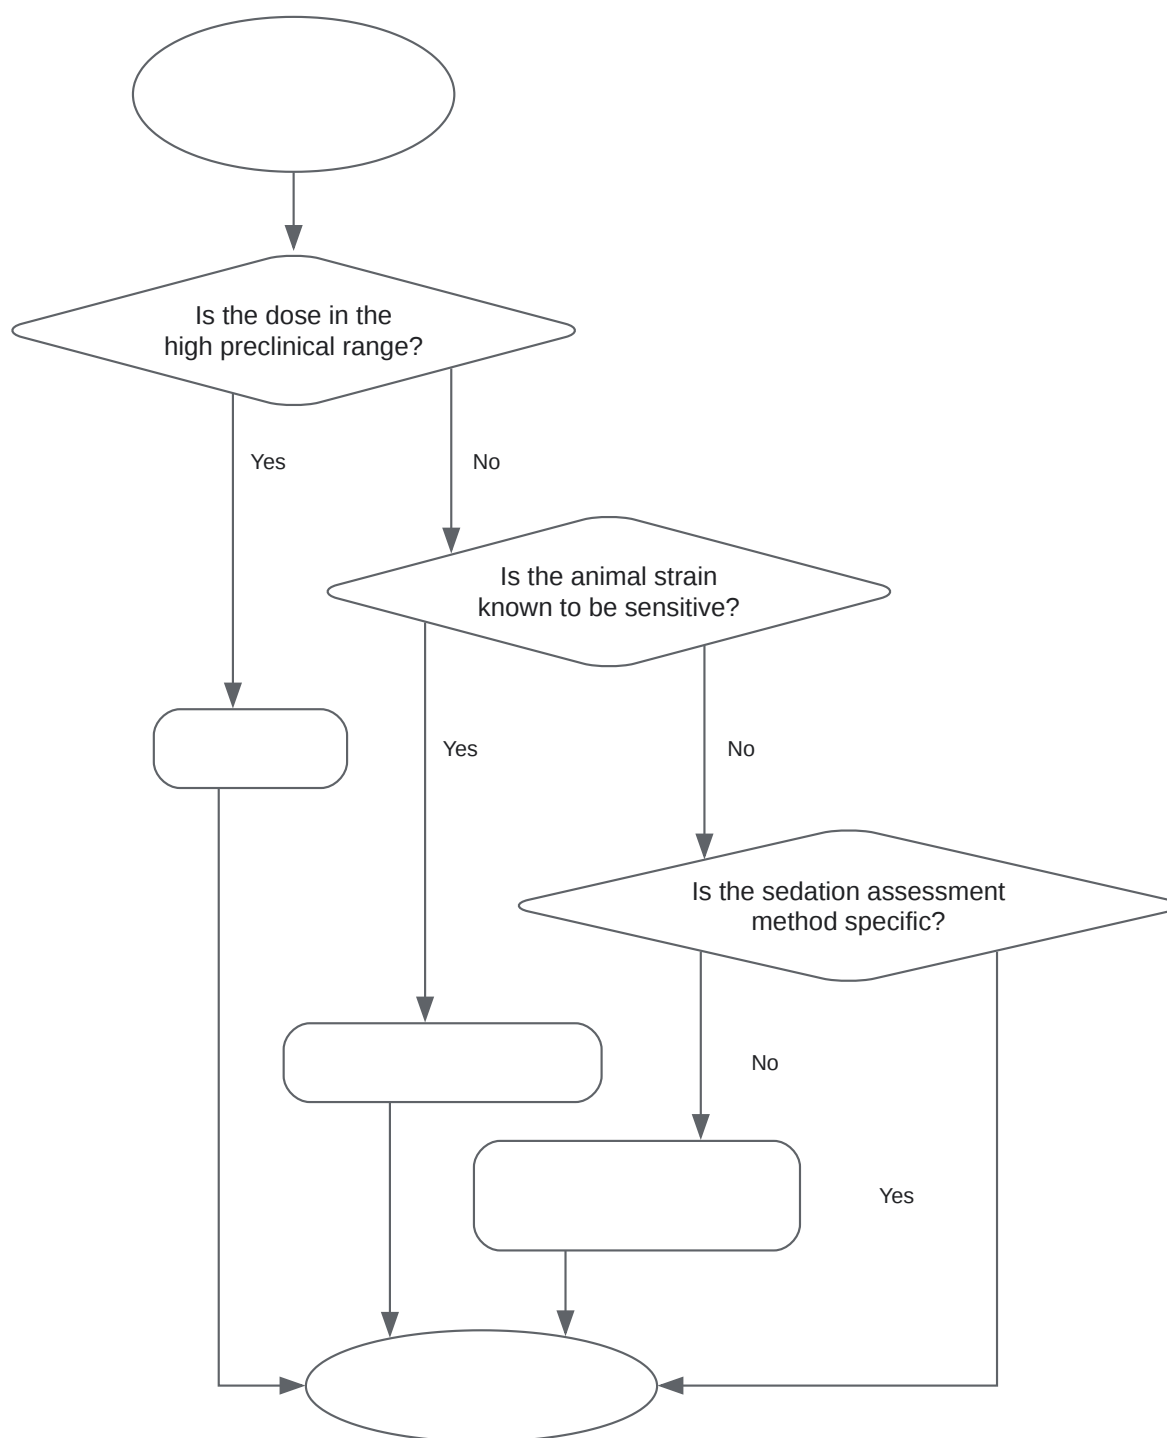 Is the dose in the
high preclinical range?
Yes
No
Is the animal strain
known to be sensitive?
Yes
No
Is the sedation assessment
method specific?
No
Yes